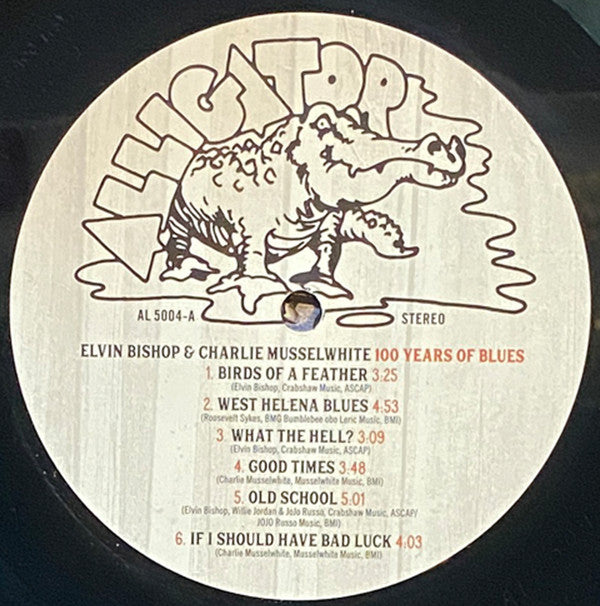 ALLIGATOR
AL 5004-A
STEREO
ELVIN BISHOP & CHARLIE MUSSELWHITE 100 YEARS OF BLUES
1. BIRDS OF A FEATHER 3:25
(Elvin Bishop, Crabshaw Music, ASCAP)
2. WEST HELENA BLUES 4:53
(Roosevelt Sykes, BMG Bumblebee obo Leric Music, BMI)
3. WHAT THE HELL? 3:09
(Elvin Bishop, Crabshaw Music, ASCAP)
4. GOOD TIMES 3:48
(Charlie Musselwhite, Musselwhite Music, BMI)
5. OLD SCHOOL 5:01
(Elvin Bishop, Willie Jordan & JoJo Russo, Crabshaw Music, ASCAP/
JOJO Russo Music, BMI)
6. IF I SHOULD HAVE BAD LUCK 4:03
(Charlie Musselwhite, Musselwhite Music, BMI)